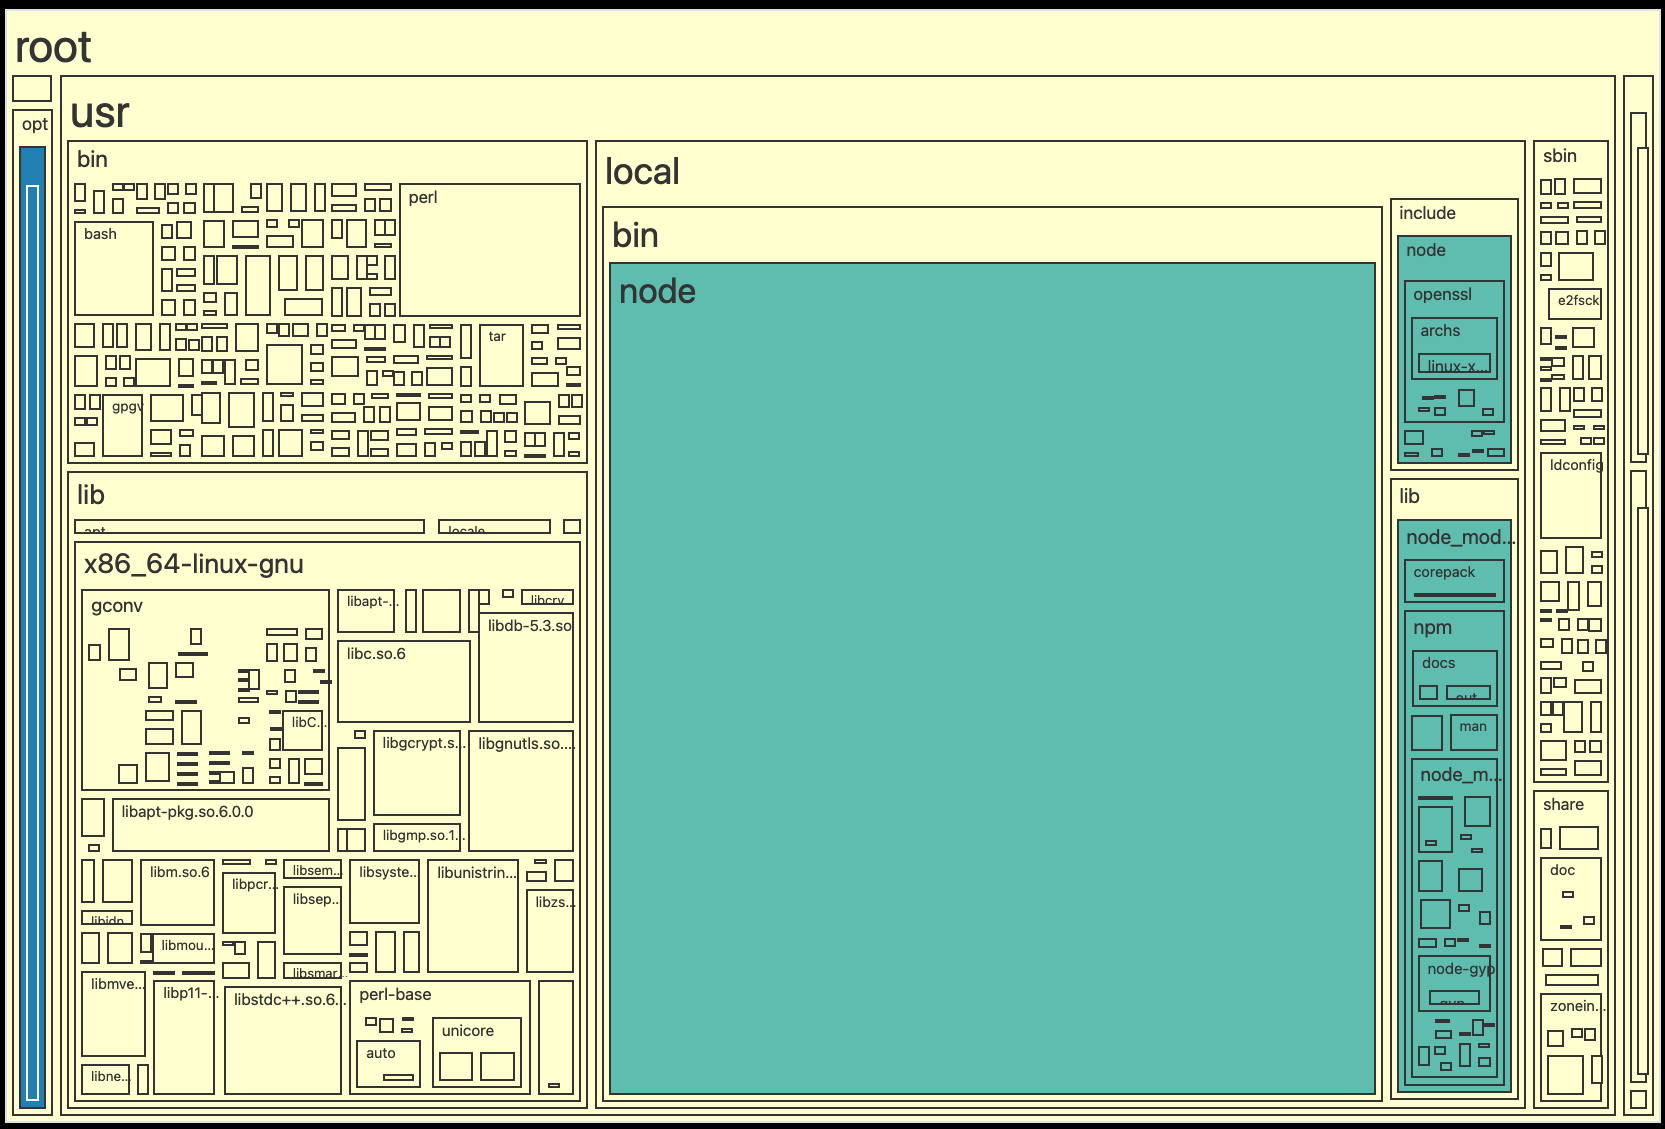 root
opt
usr
bin
perl
bash
tar
gpgv
lib
apt
locale
x86_64-linux-gnu
gconv
libC...
libapt-...
libcry
libdb-5.3.so
libc.so.6
libgcrypt.s...
libgnutls.so....
libgmp.so.1...
libapt-pkg.so.6.0.0
libm.so.6
libpcr...
libsem...
libsep...
libsyste...
libunistrin...
libzs...
libidn
libmou...
libsmar...
libmve...
libp11-...
libstdc++.so.6...
libne...
perl-base
auto
unicore
local
bin
node
include
node
openssl
archs
linux-x...
lib
node_mod...
corepack
npm
docs
out
man
node_m...
node-gyp
gyp
sbin
e2fsck
ldconfig
share
doc
zonein...